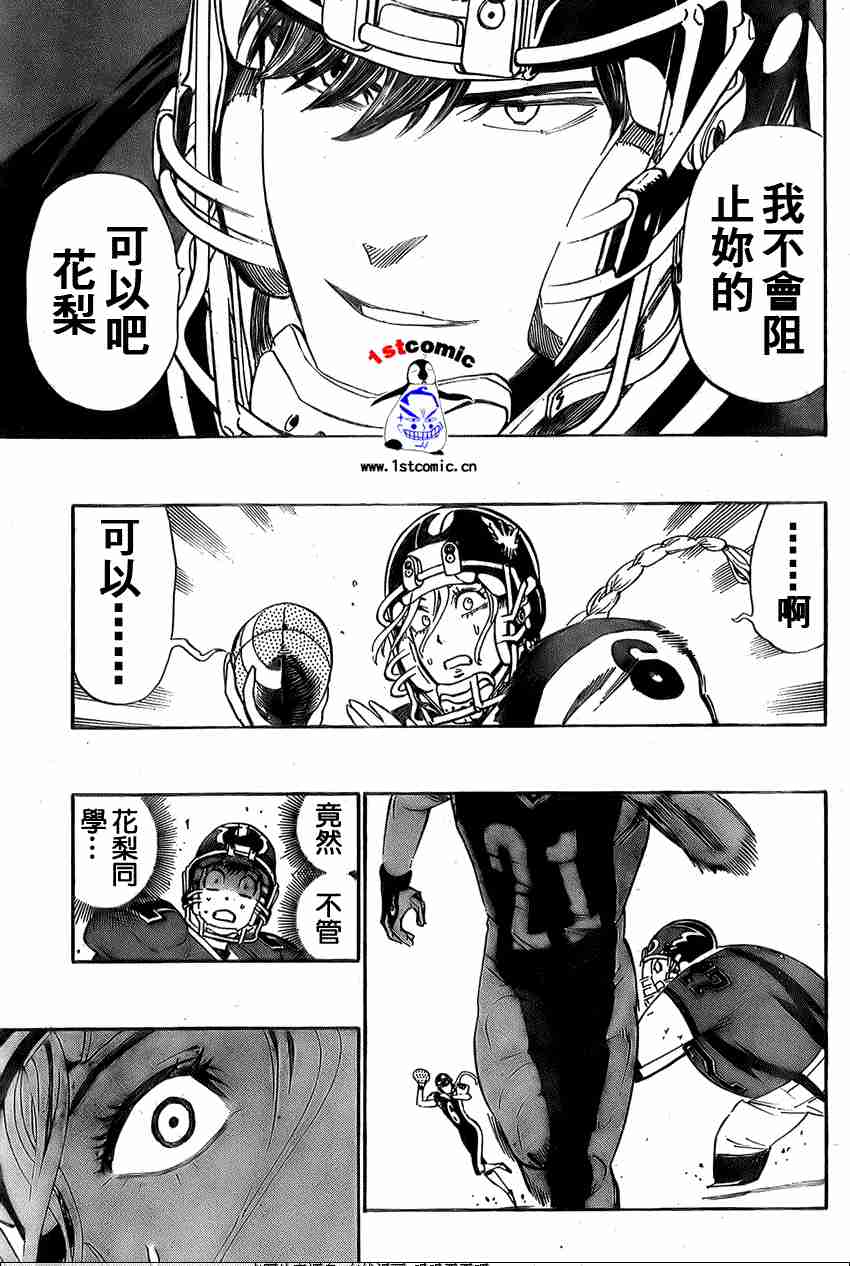 我不會阻
止妳的
可以吧
花梨
1stcomic
www.1stcomic.cn
……啊
可以……
竟然
不管
花梨同
學…
21